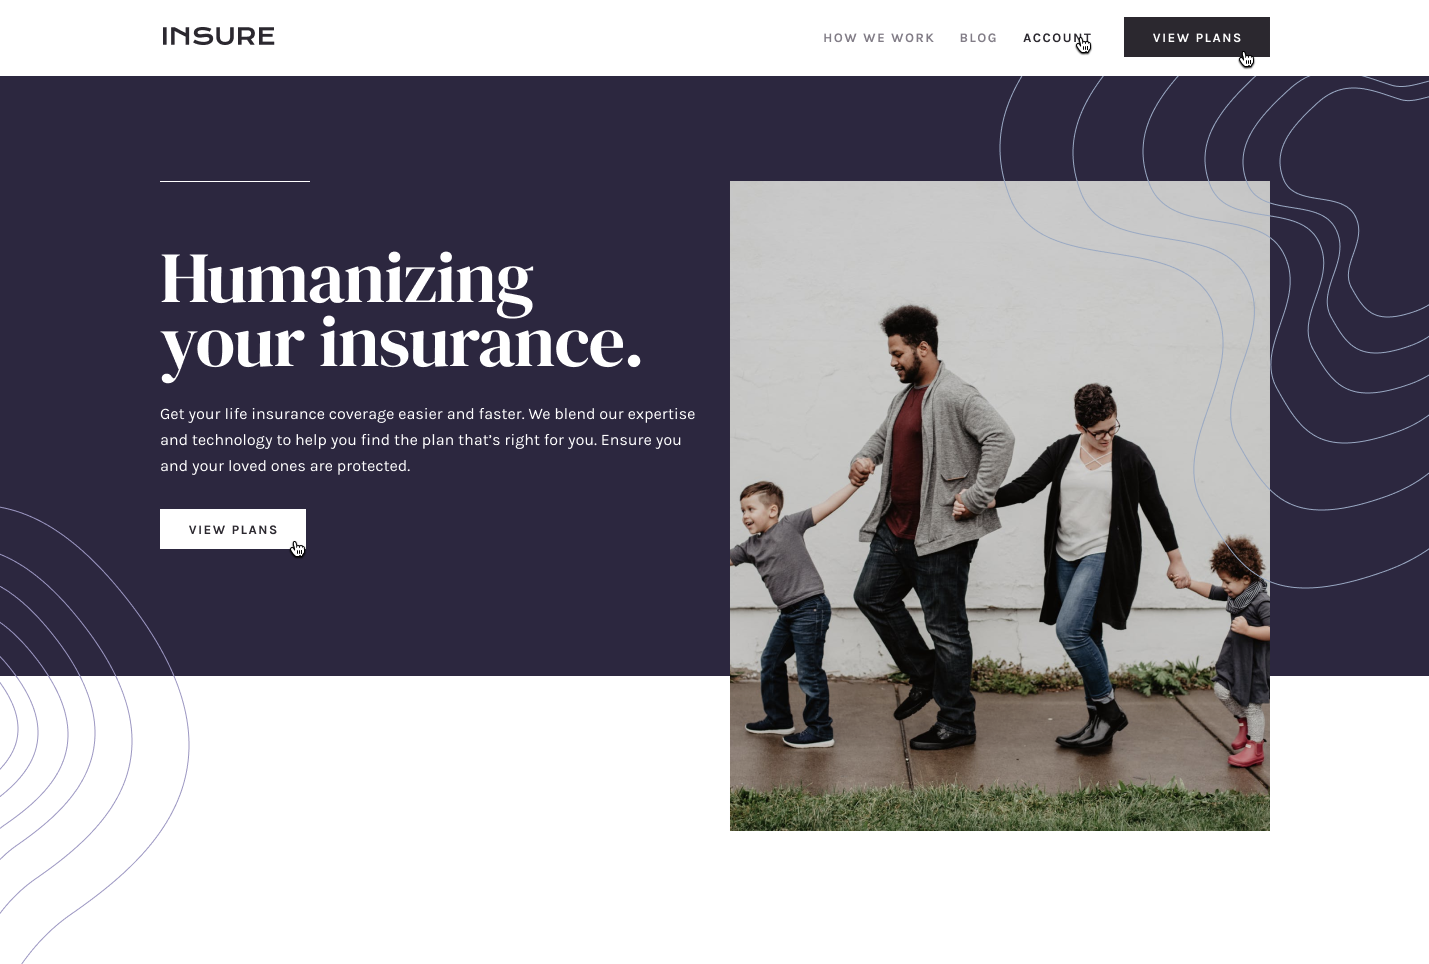 INSURE
HOW WE WORK
BLOG
ACCOUNT
VIEW PLANS
Humanizing
your insurance.
Get your life insurance coverage easier and faster. We blend our expertise
and technology to help you find the plan that’s right for you. Ensure you
and your loved ones are protected.
VIEW PLANS